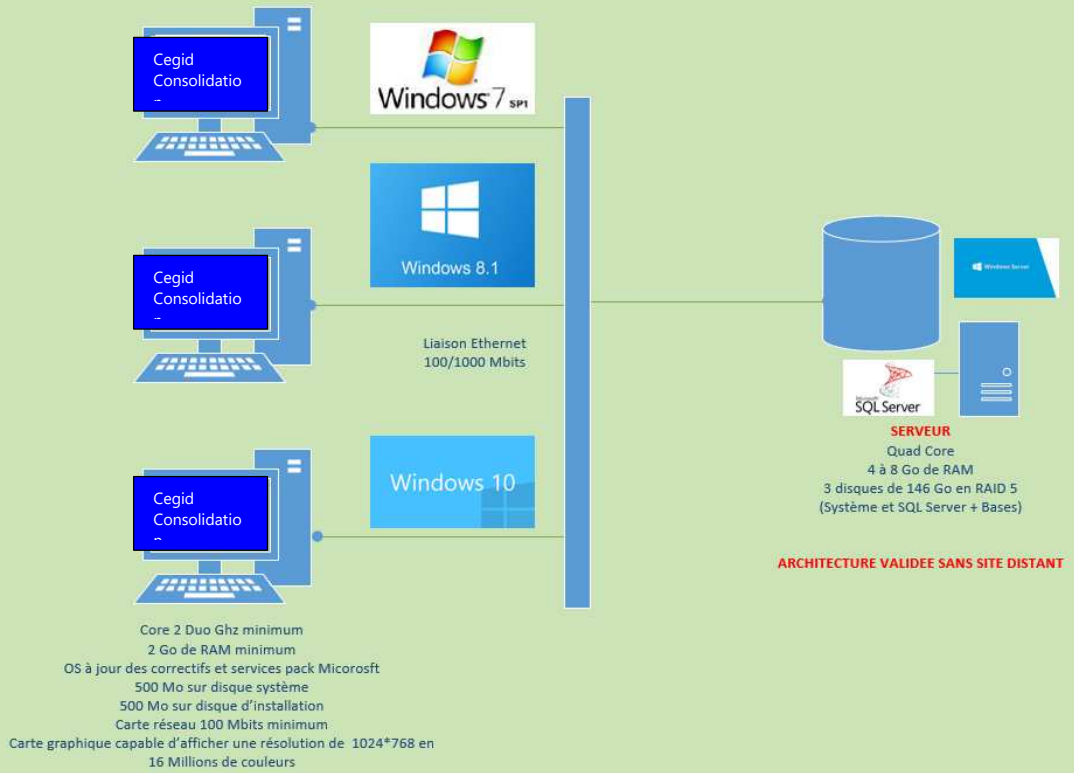 Cegid
Consolidatio
Windows 7 SP1
Cegid
Consolidatio
Windows 8.1
Liaison Ethernet
100/1000 Mbits
Windows Server
Microsoft
SQL Server
SERVEUR
Quad Core
4 à 8 Go de RAM
3 disques de 146 Go en RAID 5
(Système et SQL Server + Bases)
Cegid
Consolidatio
Windows 10
ARCHITECTURE VALIDEE SANS SITE DISTANT
Core 2 Duo Ghz minimum
2 Go de RAM minimum
OS à jour des correctifs et services pack Micorosft
500 Mo sur disque système
500 Mo sur disque d'installation
Carte réseau 100 Mbits minimum
Carte graphique capable d'afficher une résolution de 1024*768 en
16 Millions de couleurs